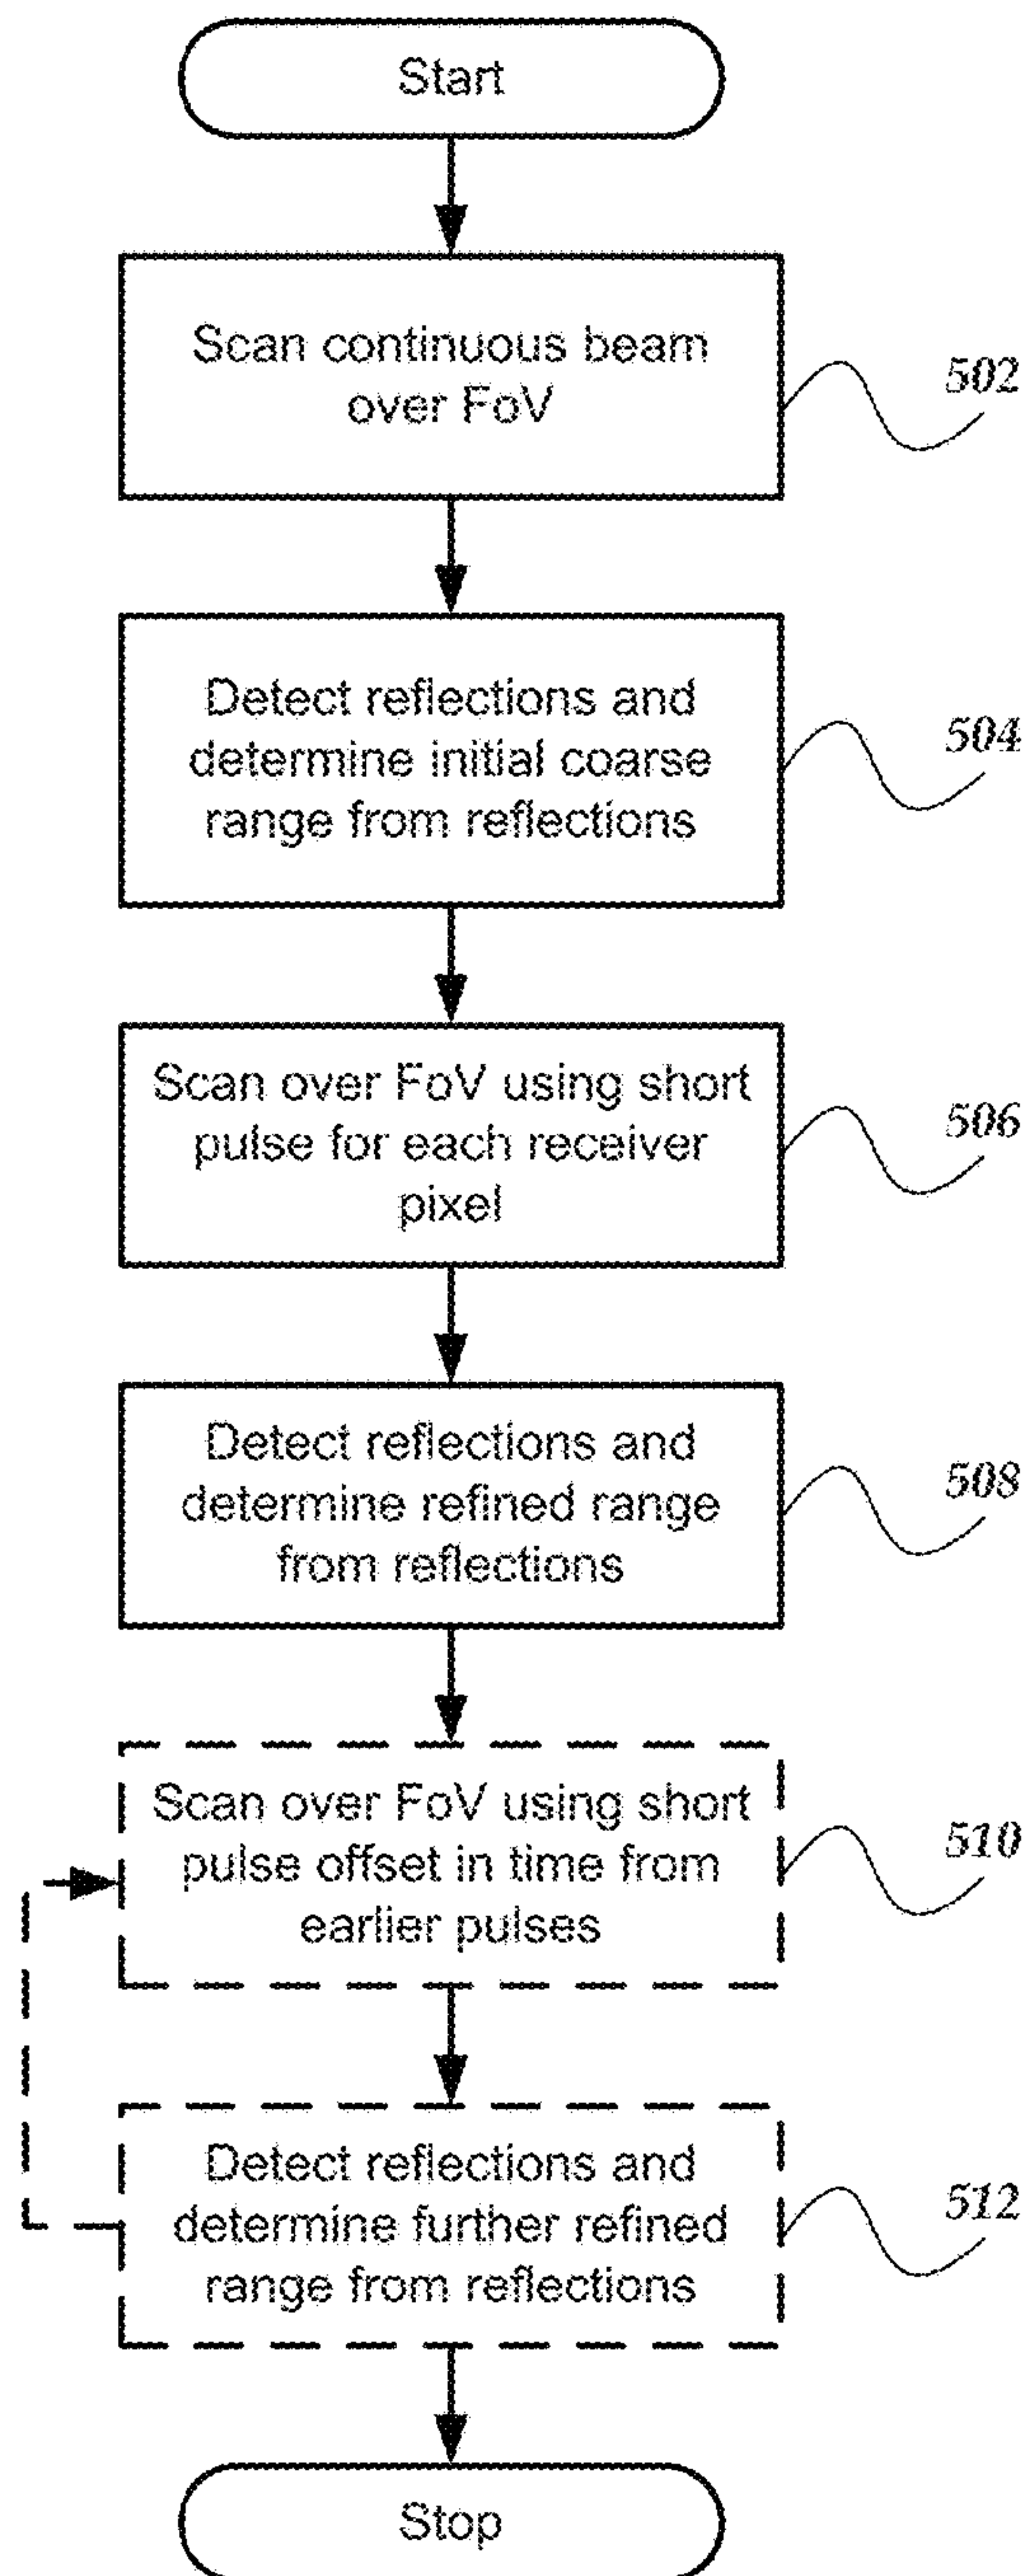 Start
Scan continuous beam
over FoV
502
Detect reflections and
determine initial coarse
range from reflections
504
Scan over FoV using short
pulse for each receiver
pixel
506
Detect reflections and
determine refined range
from reflections
508
Scan over FoV using short
pulse offset in time from
earlier pulses
510
Detect reflections and
determine further refined
range from reflections
512
Stop